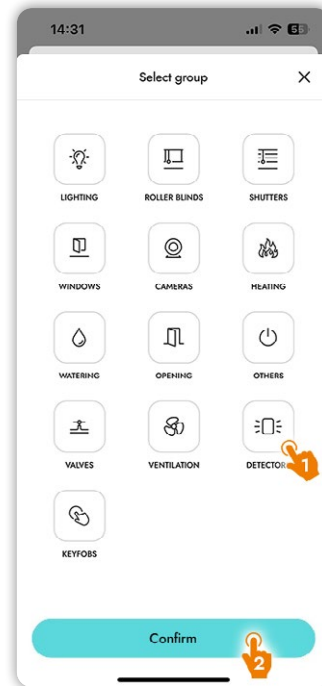 14:31
Select group
LIGHTING ROLLER BLINDS SHUTTERS
WINDOWS CAMERAS HEATING
WATERING OPENING OTHERS
VALVES VENTILATION DETECTOR
1
KEYFOBS
Confirm
2